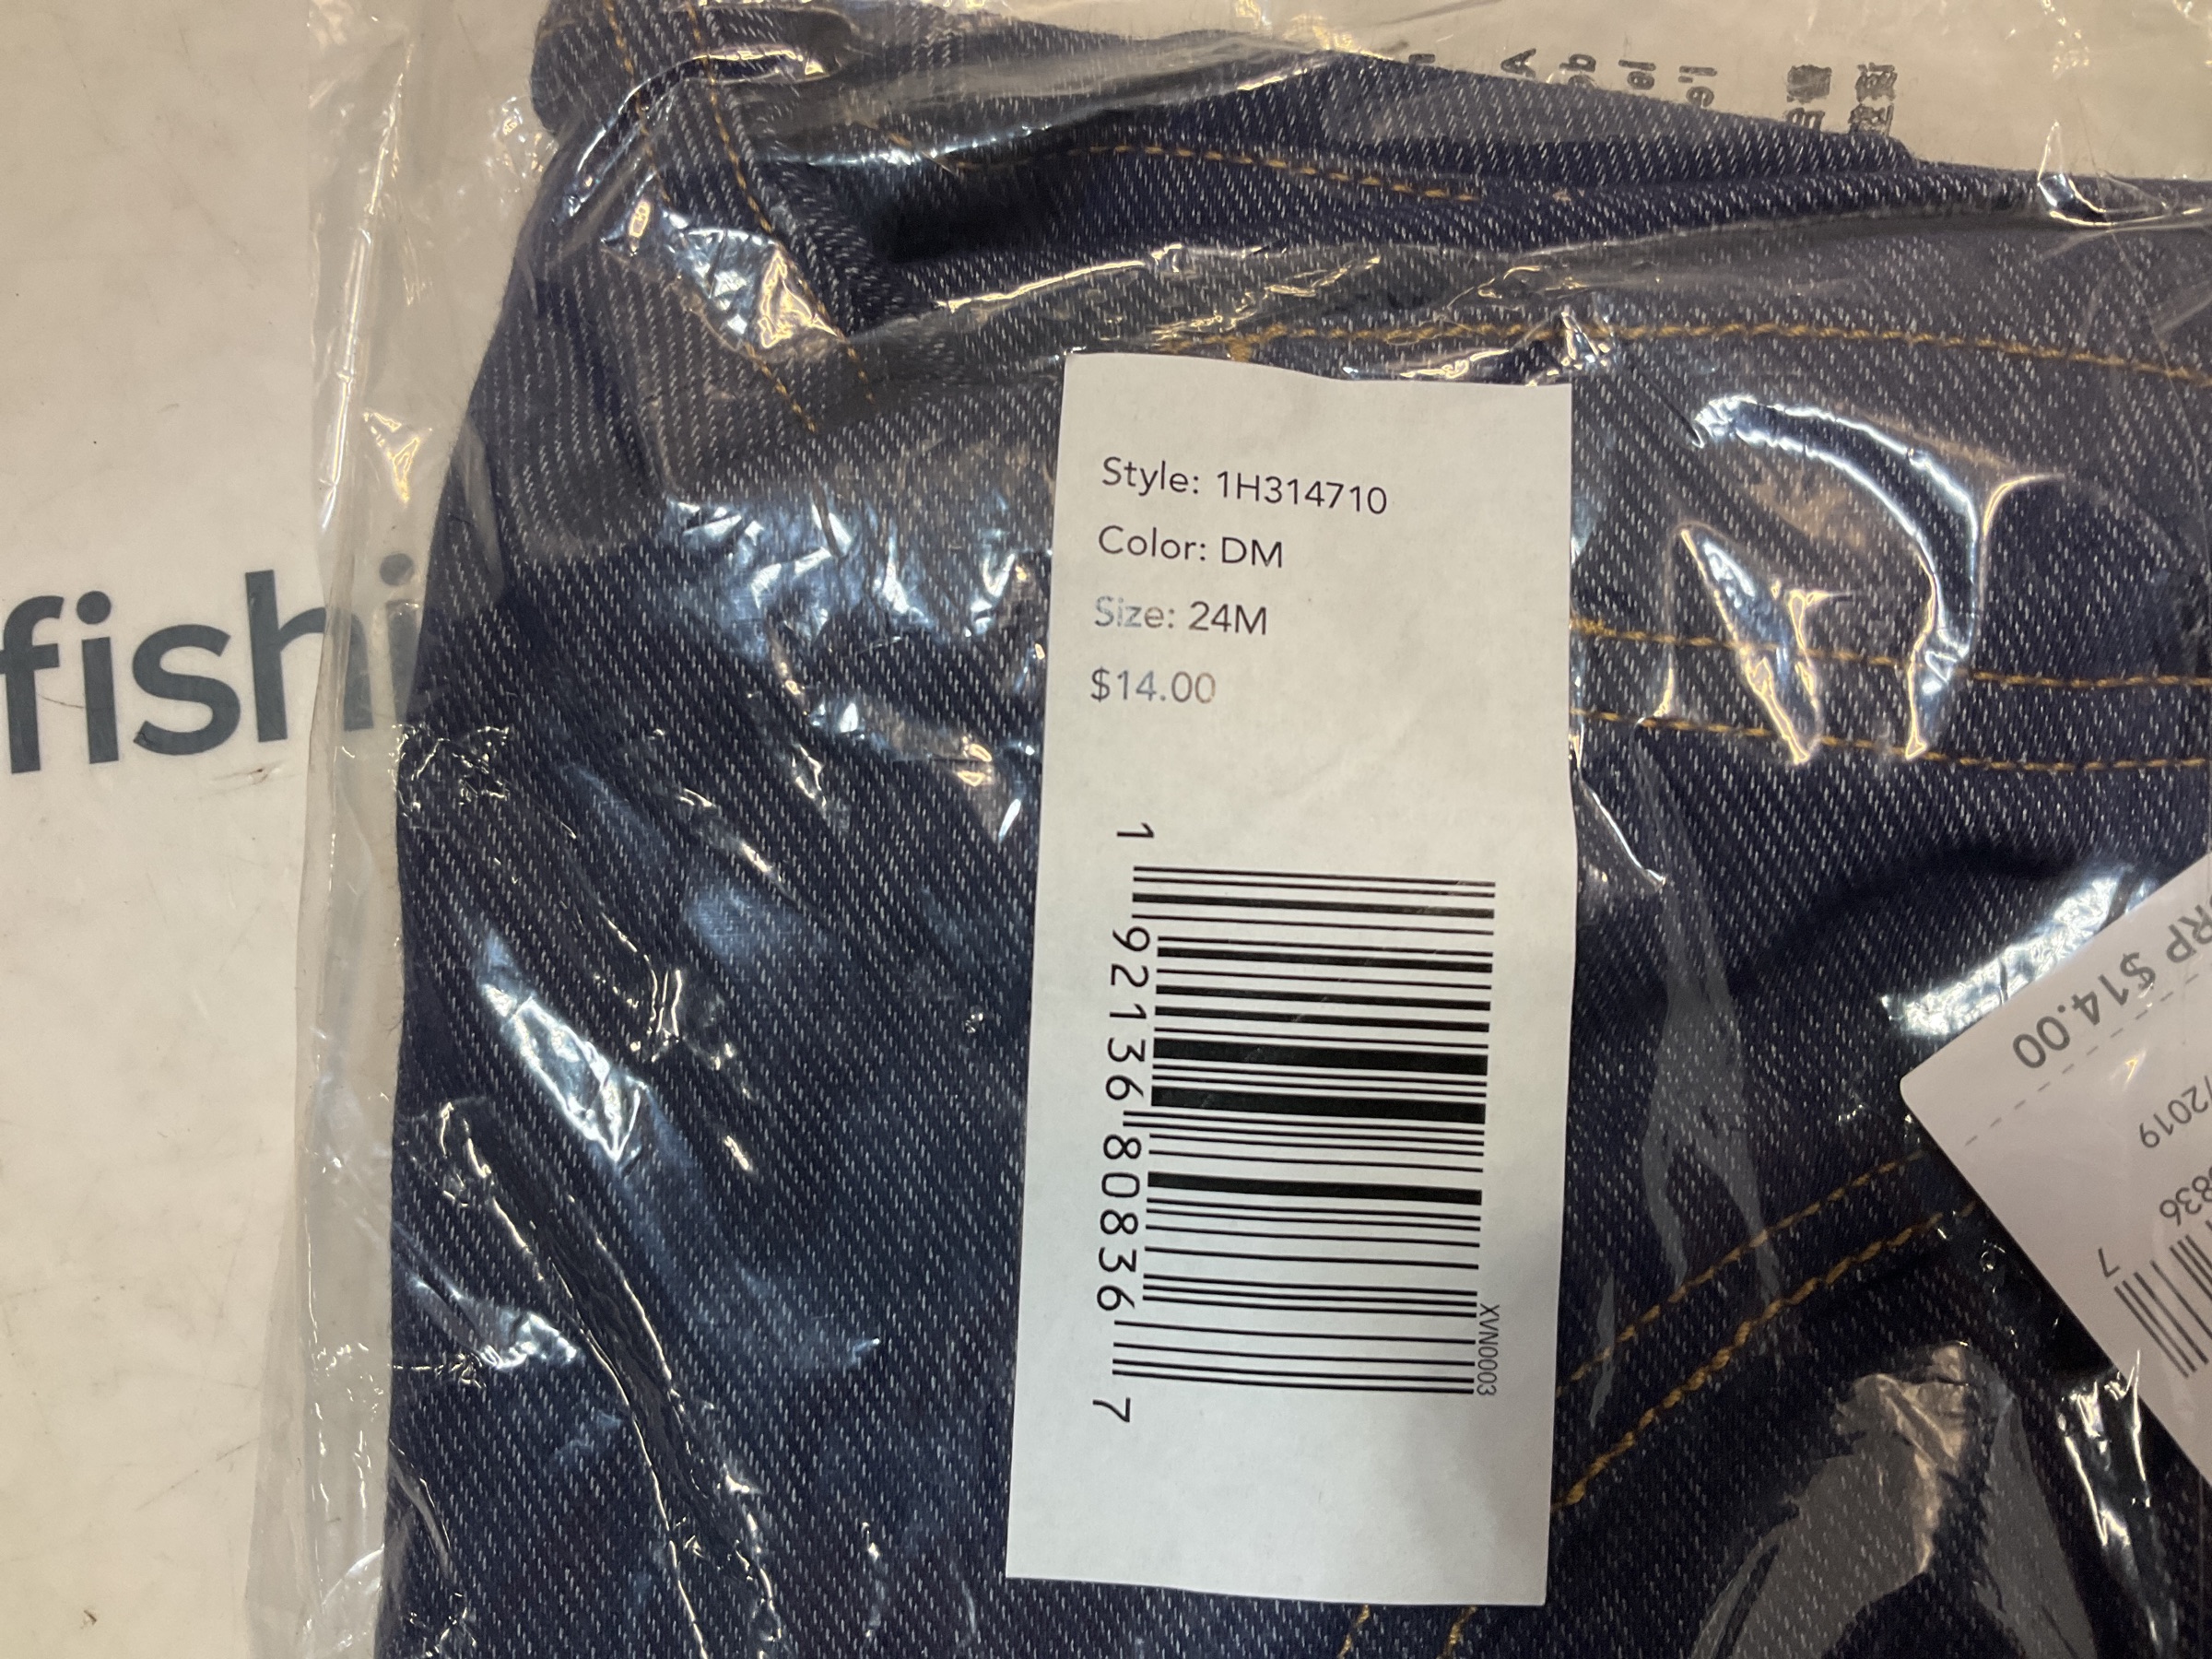 Style: 1H314710
Color: DM
Size: 24M
$14.00
1 92136 80836 7
XVN0003
fishi
RP $14.00
/2019
836
7